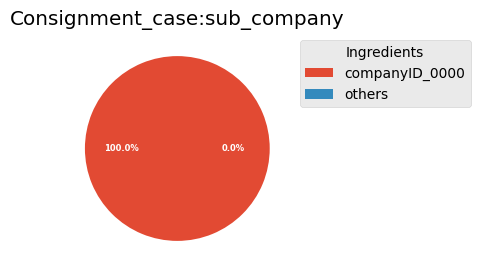 Consignment_case:sub_company
Ingredients
companyID_0000
others
100.0%
0.0%